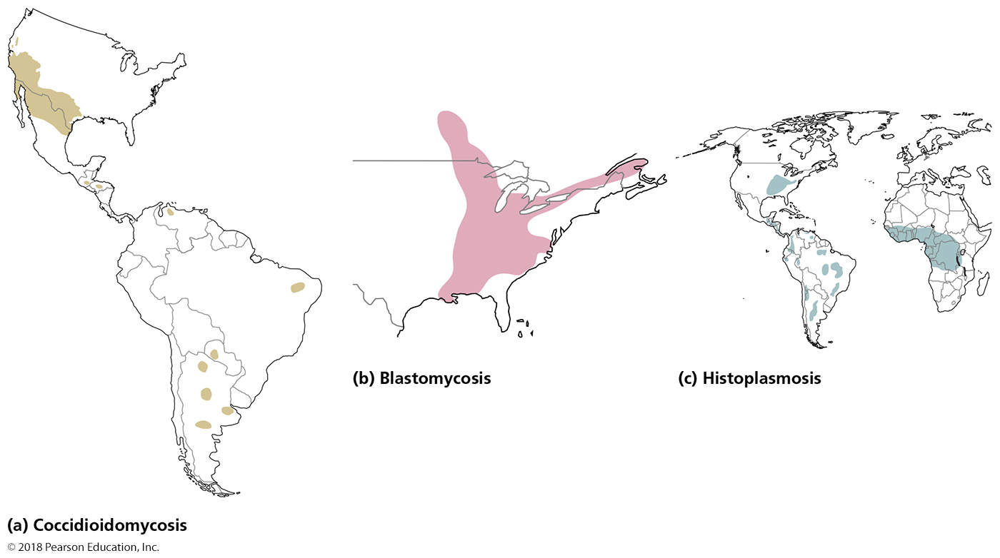 (b) Blastomycosis
(c) Histoplasmosis
(a) Coccidioidomycosis
© 2018 Pearson Education, Inc.